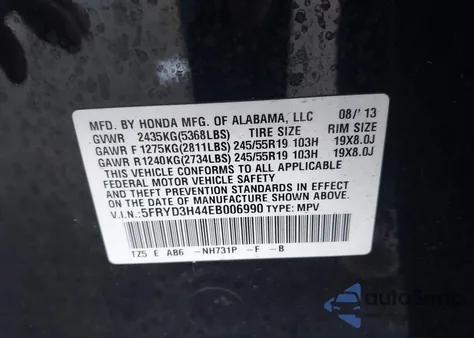 MFD. BY HONDA MFG. OF ALABAMA, LLC 08/'13
GVWR 2435KG(5368LBS) TIRE SIZE RIM SIZE
GAWR F 1275KG(2811LBS) 245/55R19 103H 19X8.0J
GAWR R1240KG(2734LBS) 245/55R19 103H 19X8.0J
THIS VEHICLE CONFORMS TO ALL APPLICABLE
FEDERAL MOTOR VEHICLE SAFETY STANDARDS IN EFFECT
ON THE DATE OF MANUFACTURE SHOWN ABOVE.
V.I.N.: 5FRYD3H44EB006990 TYPE: MPV
TZ5 E AB6 -NH731P -F -B